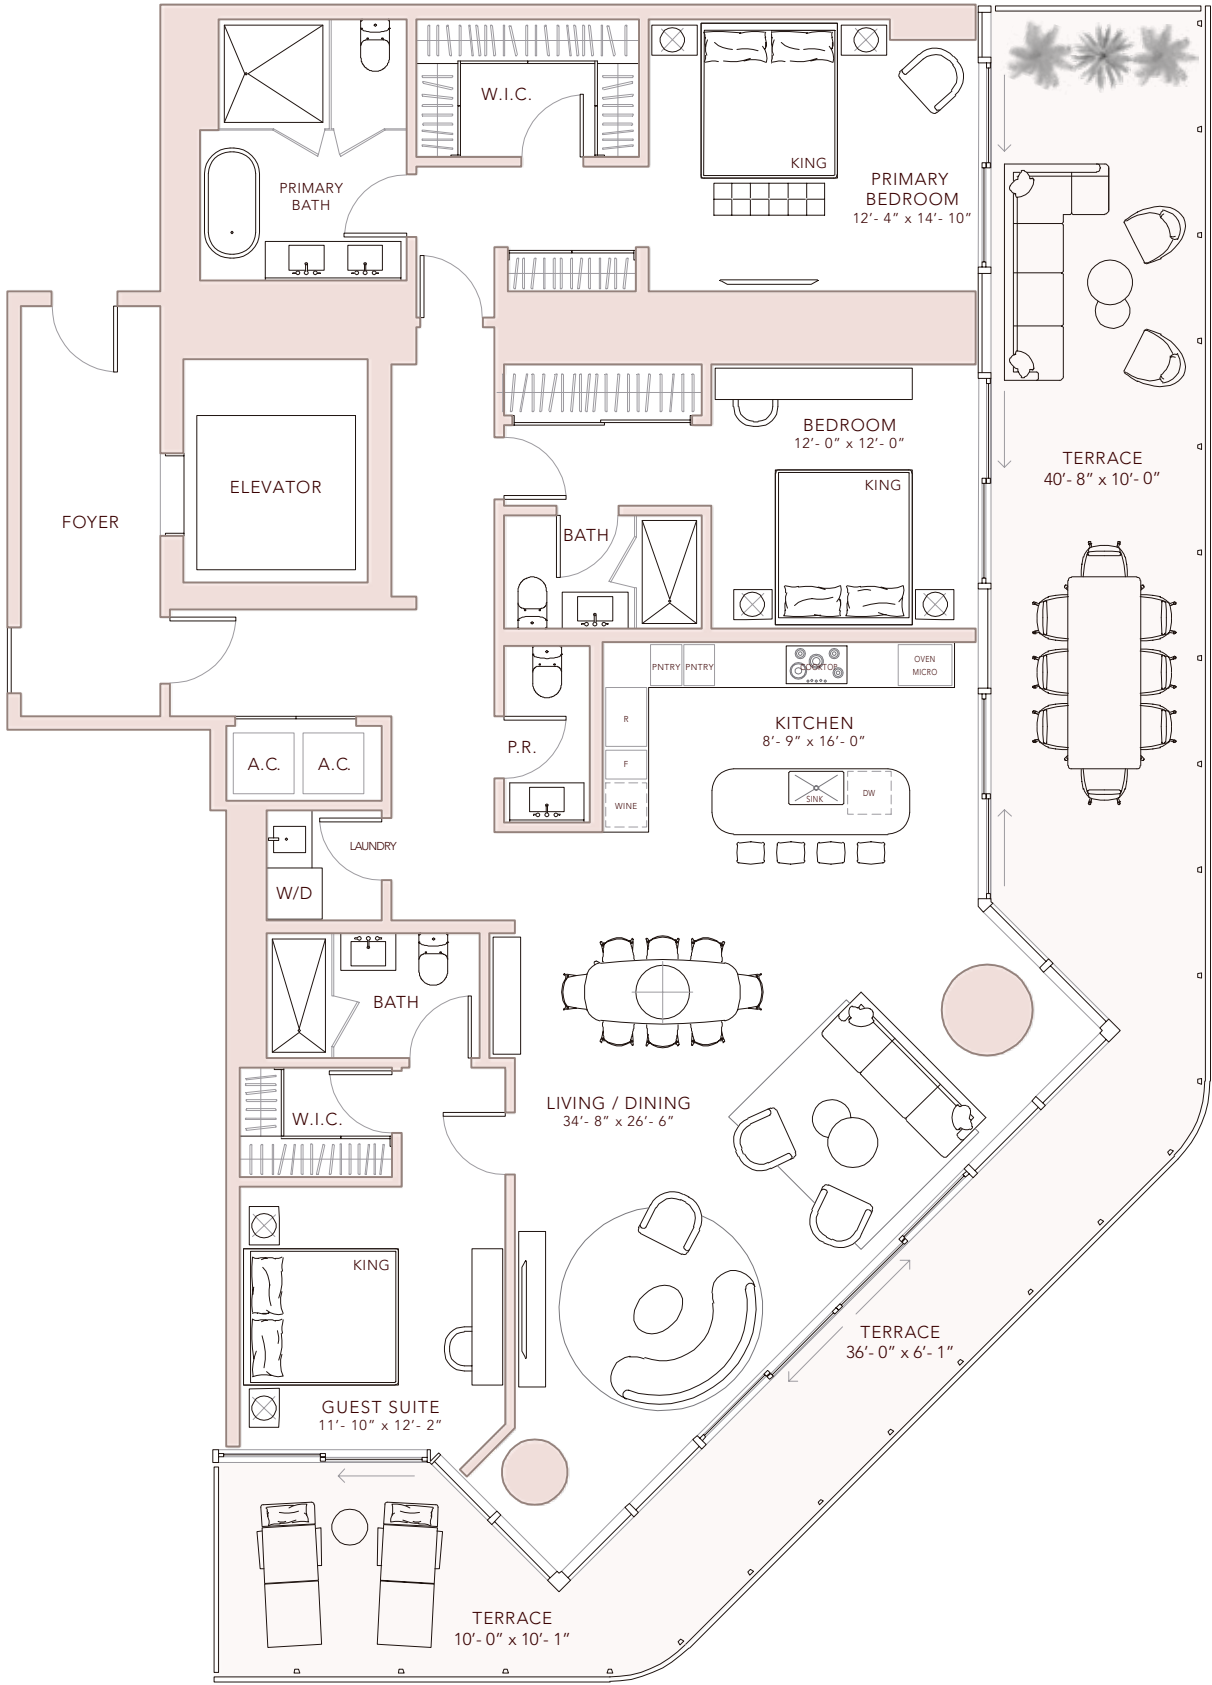 W.I.C.
KING
PRIMARY
BATH
PRIMARY
BEDROOM
12'- 4" x 14'- 10"
BEDROOM
12'- 0" x 12'- 0"
KING
TERRACE
40'- 8" x 10'- 0"
ELEVATOR
FOYER
BATH
PNTRY
PNTRY
COOKTOP
OVEN
MICRO
R
KITCHEN
8'- 9" x 16'- 0"
P.R.
A.C.
A.C.
F
SINK
DW
WINE
LAUNDRY
W/D
BATH
LIVING / DINING
34'- 8" x 26'- 6"
W.I.C.
KING
TERRACE
36'- 0" x 6'- 1"
GUEST SUITE
11'- 10" x 12'- 2"
TERRACE
10'- 0" x 10'- 1"